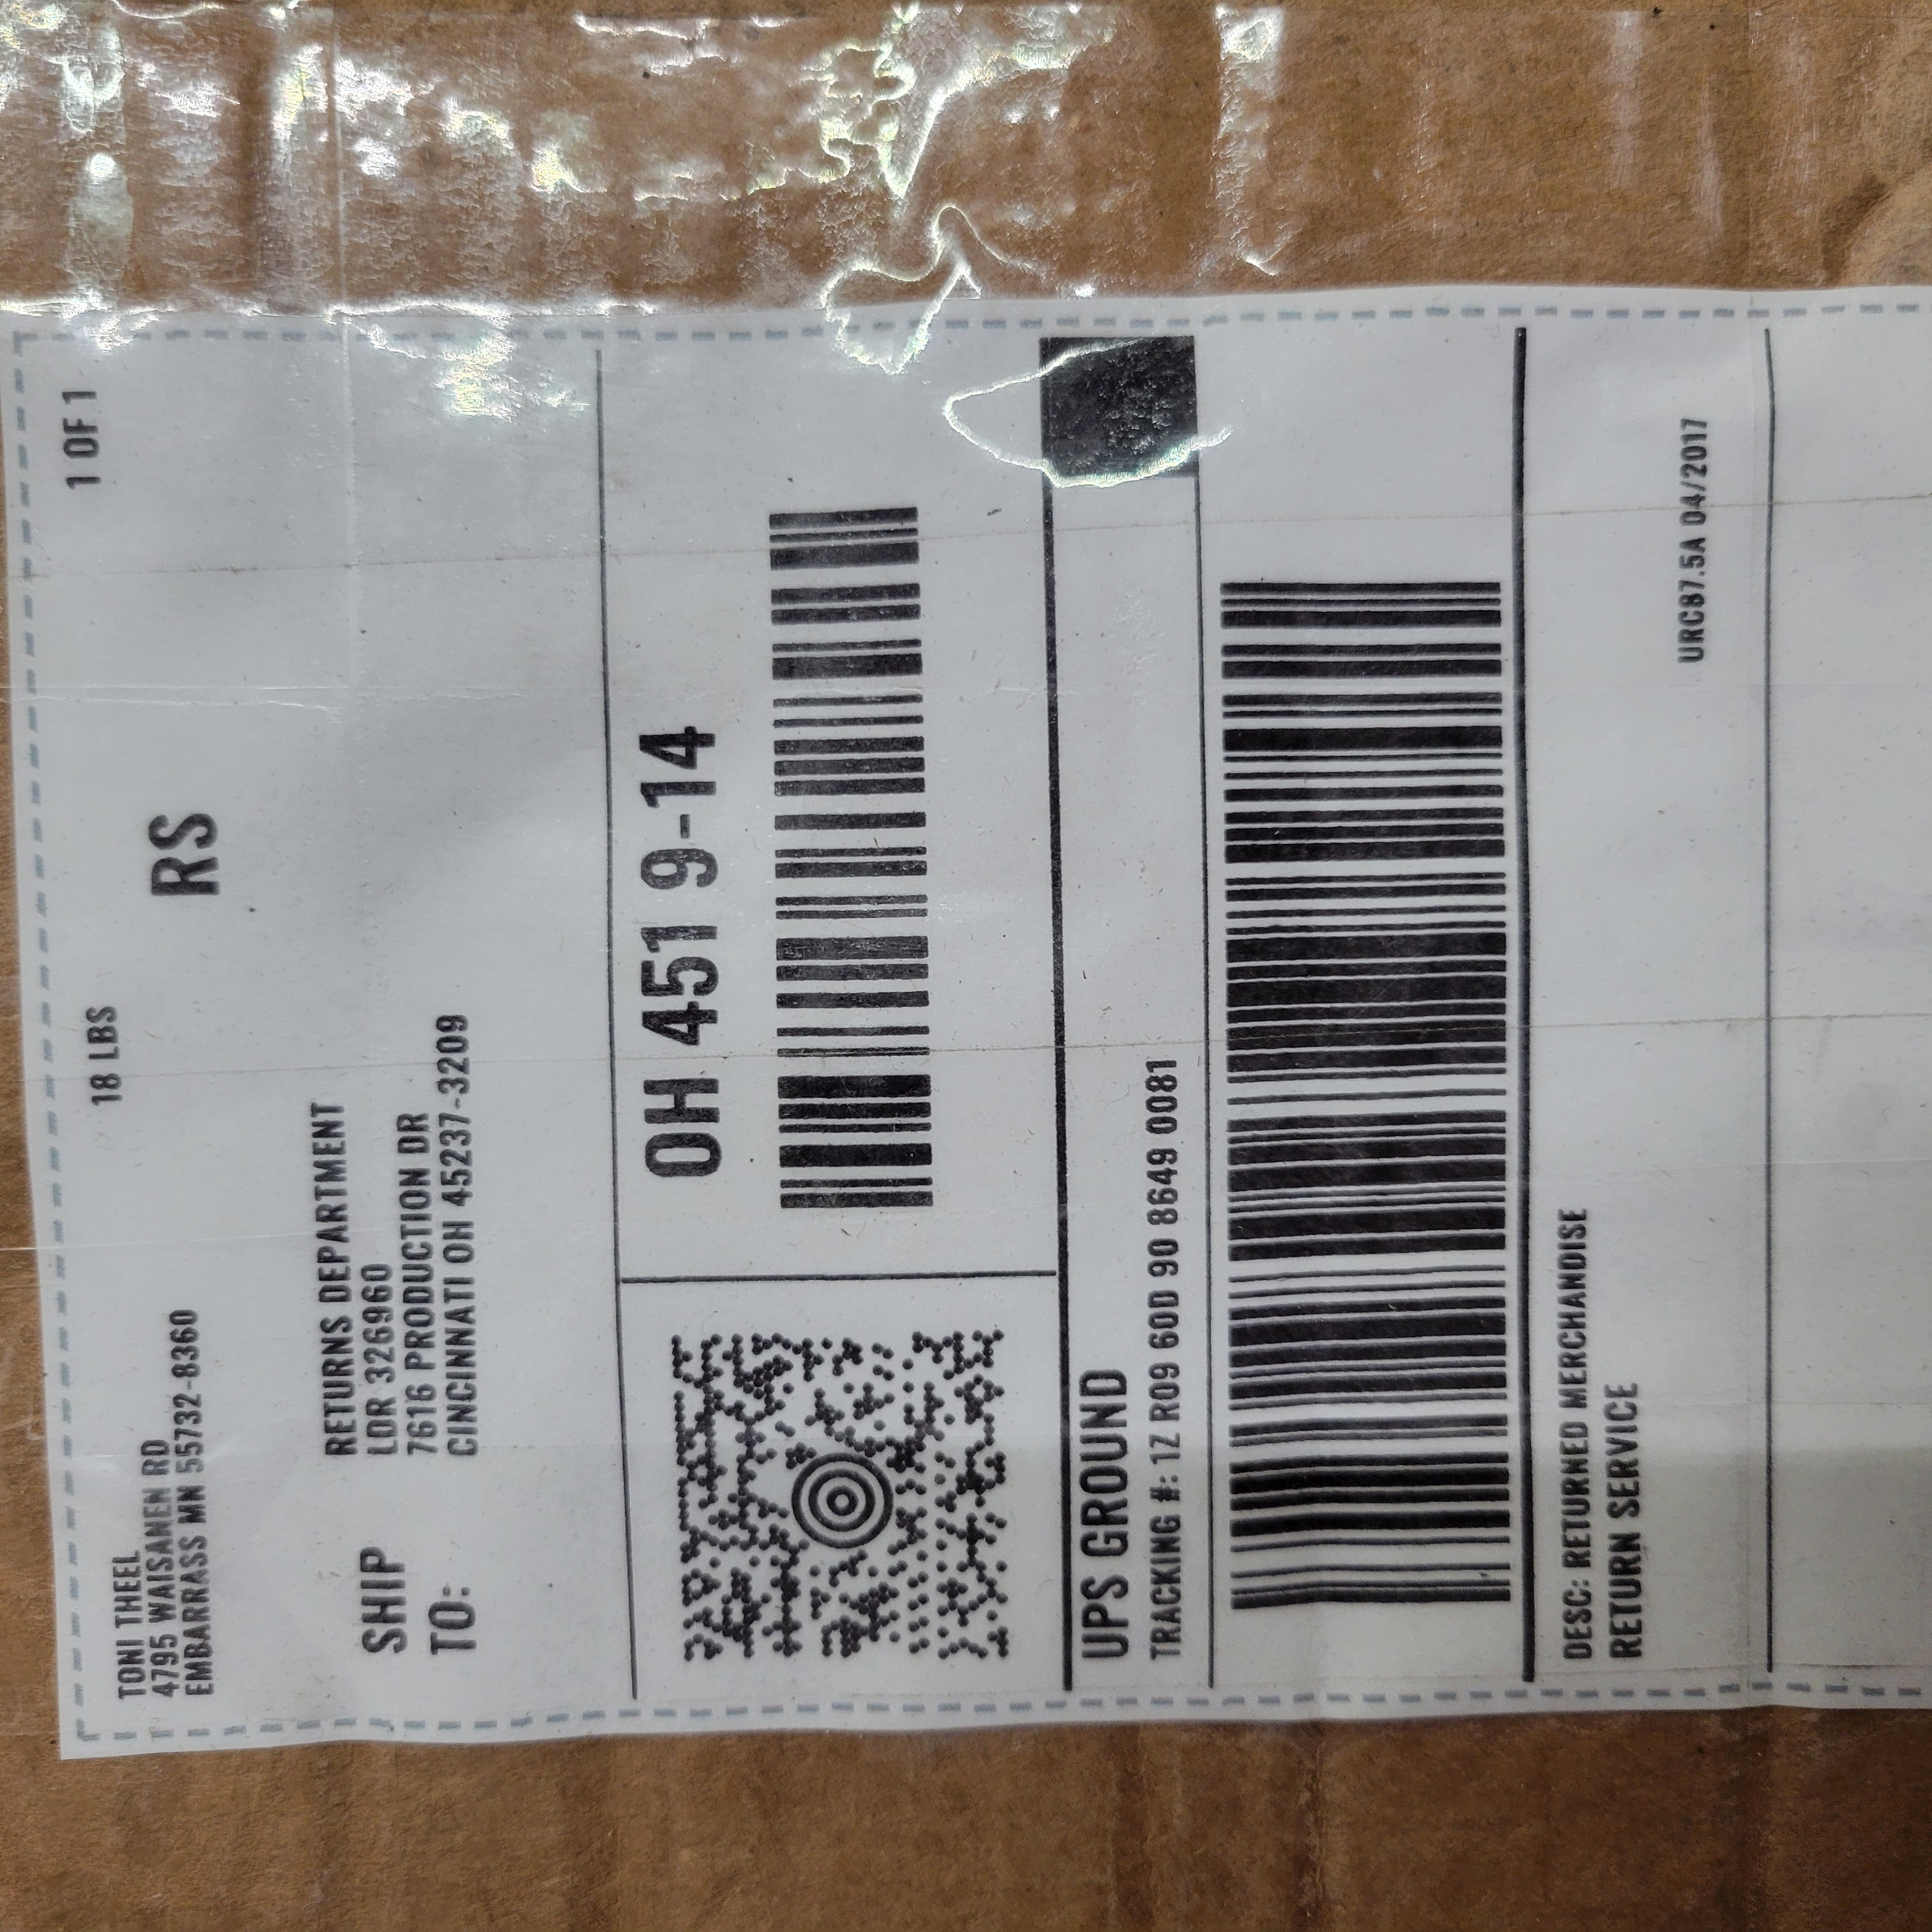 TONI THEEL
4795 WAISANEN RD
EMBARRASS MN 55732-8360
18 LBS
1 OF 1
RS
SHIP
TO:
RETURNS DEPARTMENT
LDR 326960
7616 PRODUCTION DR
CINCINNATI OH 45237-3209
OH 451 9-14
UPS GROUND
TRACKING #: 1Z R09 60D 90 8649 0081
DESC: RETURNED MERCHANDISE
RETURN SERVICE
URC87.5A 04/2017